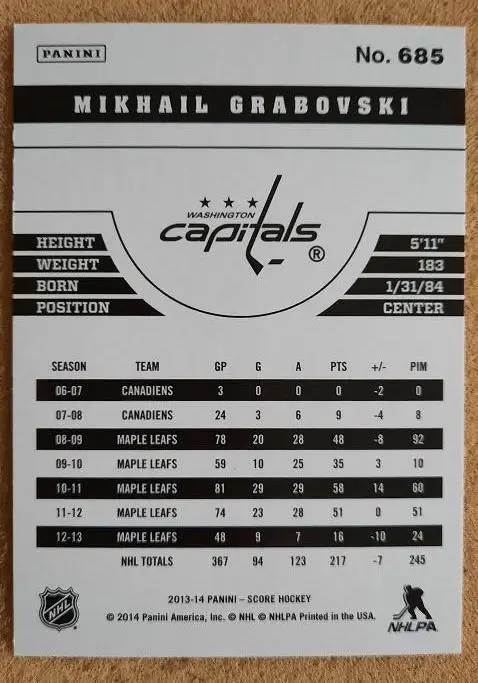 PANINI
No. 685
MIKHAIL GRABOVSKI
WASHINGTON
capitals ®
HEIGHT 5'11"
WEIGHT 183
BORN 1/31/84
POSITION CENTER
SEASON TEAM GP G A PTS +/- PIM
06-07 CANADIENS 3 0 0 0 -2 0
07-08 CANADIENS 24 3 6 9 -4 8
08-09 MAPLE LEAFS 78 20 28 48 -8 92
09-10 MAPLE LEAFS 59 10 25 35 3 10
10-11 MAPLE LEAFS 81 29 29 58 14 60
11-12 MAPLE LEAFS 74 23 28 51 0 51
12-13 MAPLE LEAFS 48 9 7 16 -10 24
NHL TOTALS 367 94 123 217 -7 245
2013-14 PANINI – SCORE HOCKEY
© 2014 Panini America, Inc. © NHL © NHLPA Printed in the USA.
NHL
NHLPA